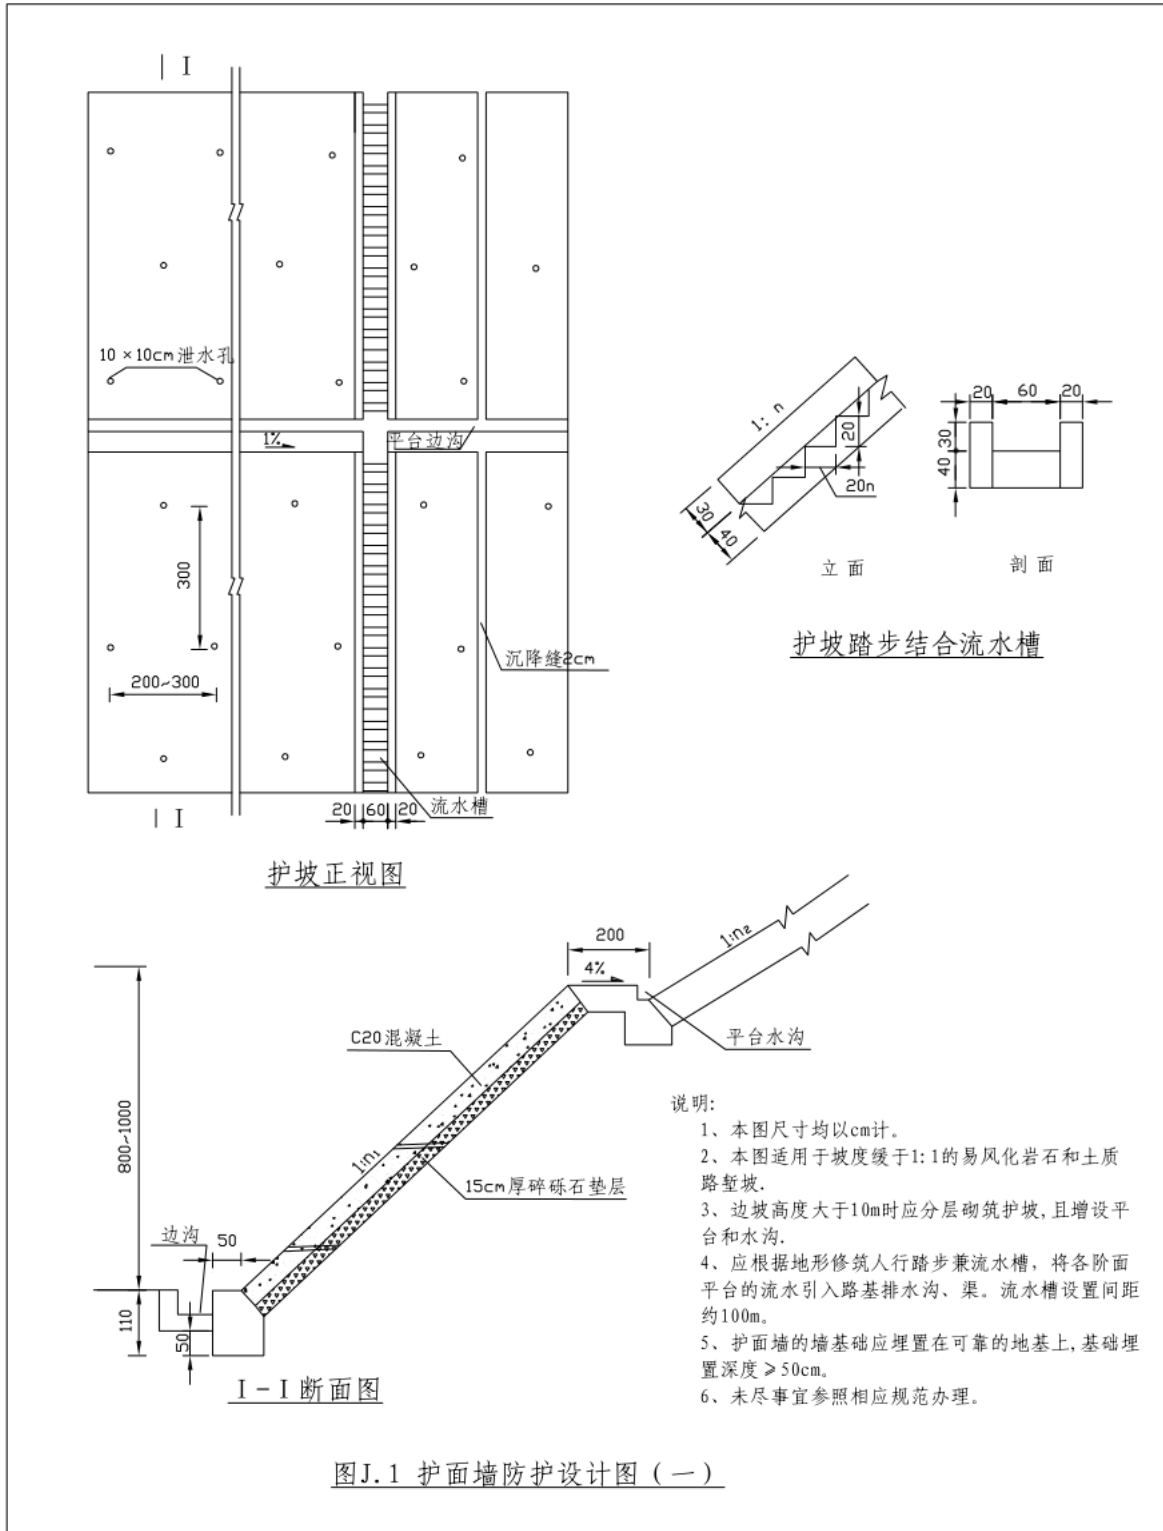 I
10×10cm泄水孔
1%
平台边沟
300
200~300
沉降缝2cm
20 60 20
流水槽
I
护坡正视图
1: n
20
20n
30
40
立面
20 60 20
30
40
剖面
护坡踏步结合流水槽
200
4%
1:n₂
平台水沟
C20混凝土
800~1000
1:n₁
15cm厚碎砾石垫层
边沟
50
110
50
I-I断面图
说明:
1、本图尺寸均以cm计。
2、本图适用于坡度缓于1:1的易风化岩石和土质
路堑坡.
3、边坡高度大于10m时应分层砌筑护坡,且增设平
台和水沟.
4、应根据地形修筑人行踏步兼流水槽，将各阶面
平台的流水引入路基排水沟、渠。流水槽设置间距
约100m。
5、护面墙的墙基础应埋置在可靠的地基上,基础埋
置深度≥50cm。
6、未尽事宜参照相应规范办理。
图J.1 护面墙防护设计图（一）